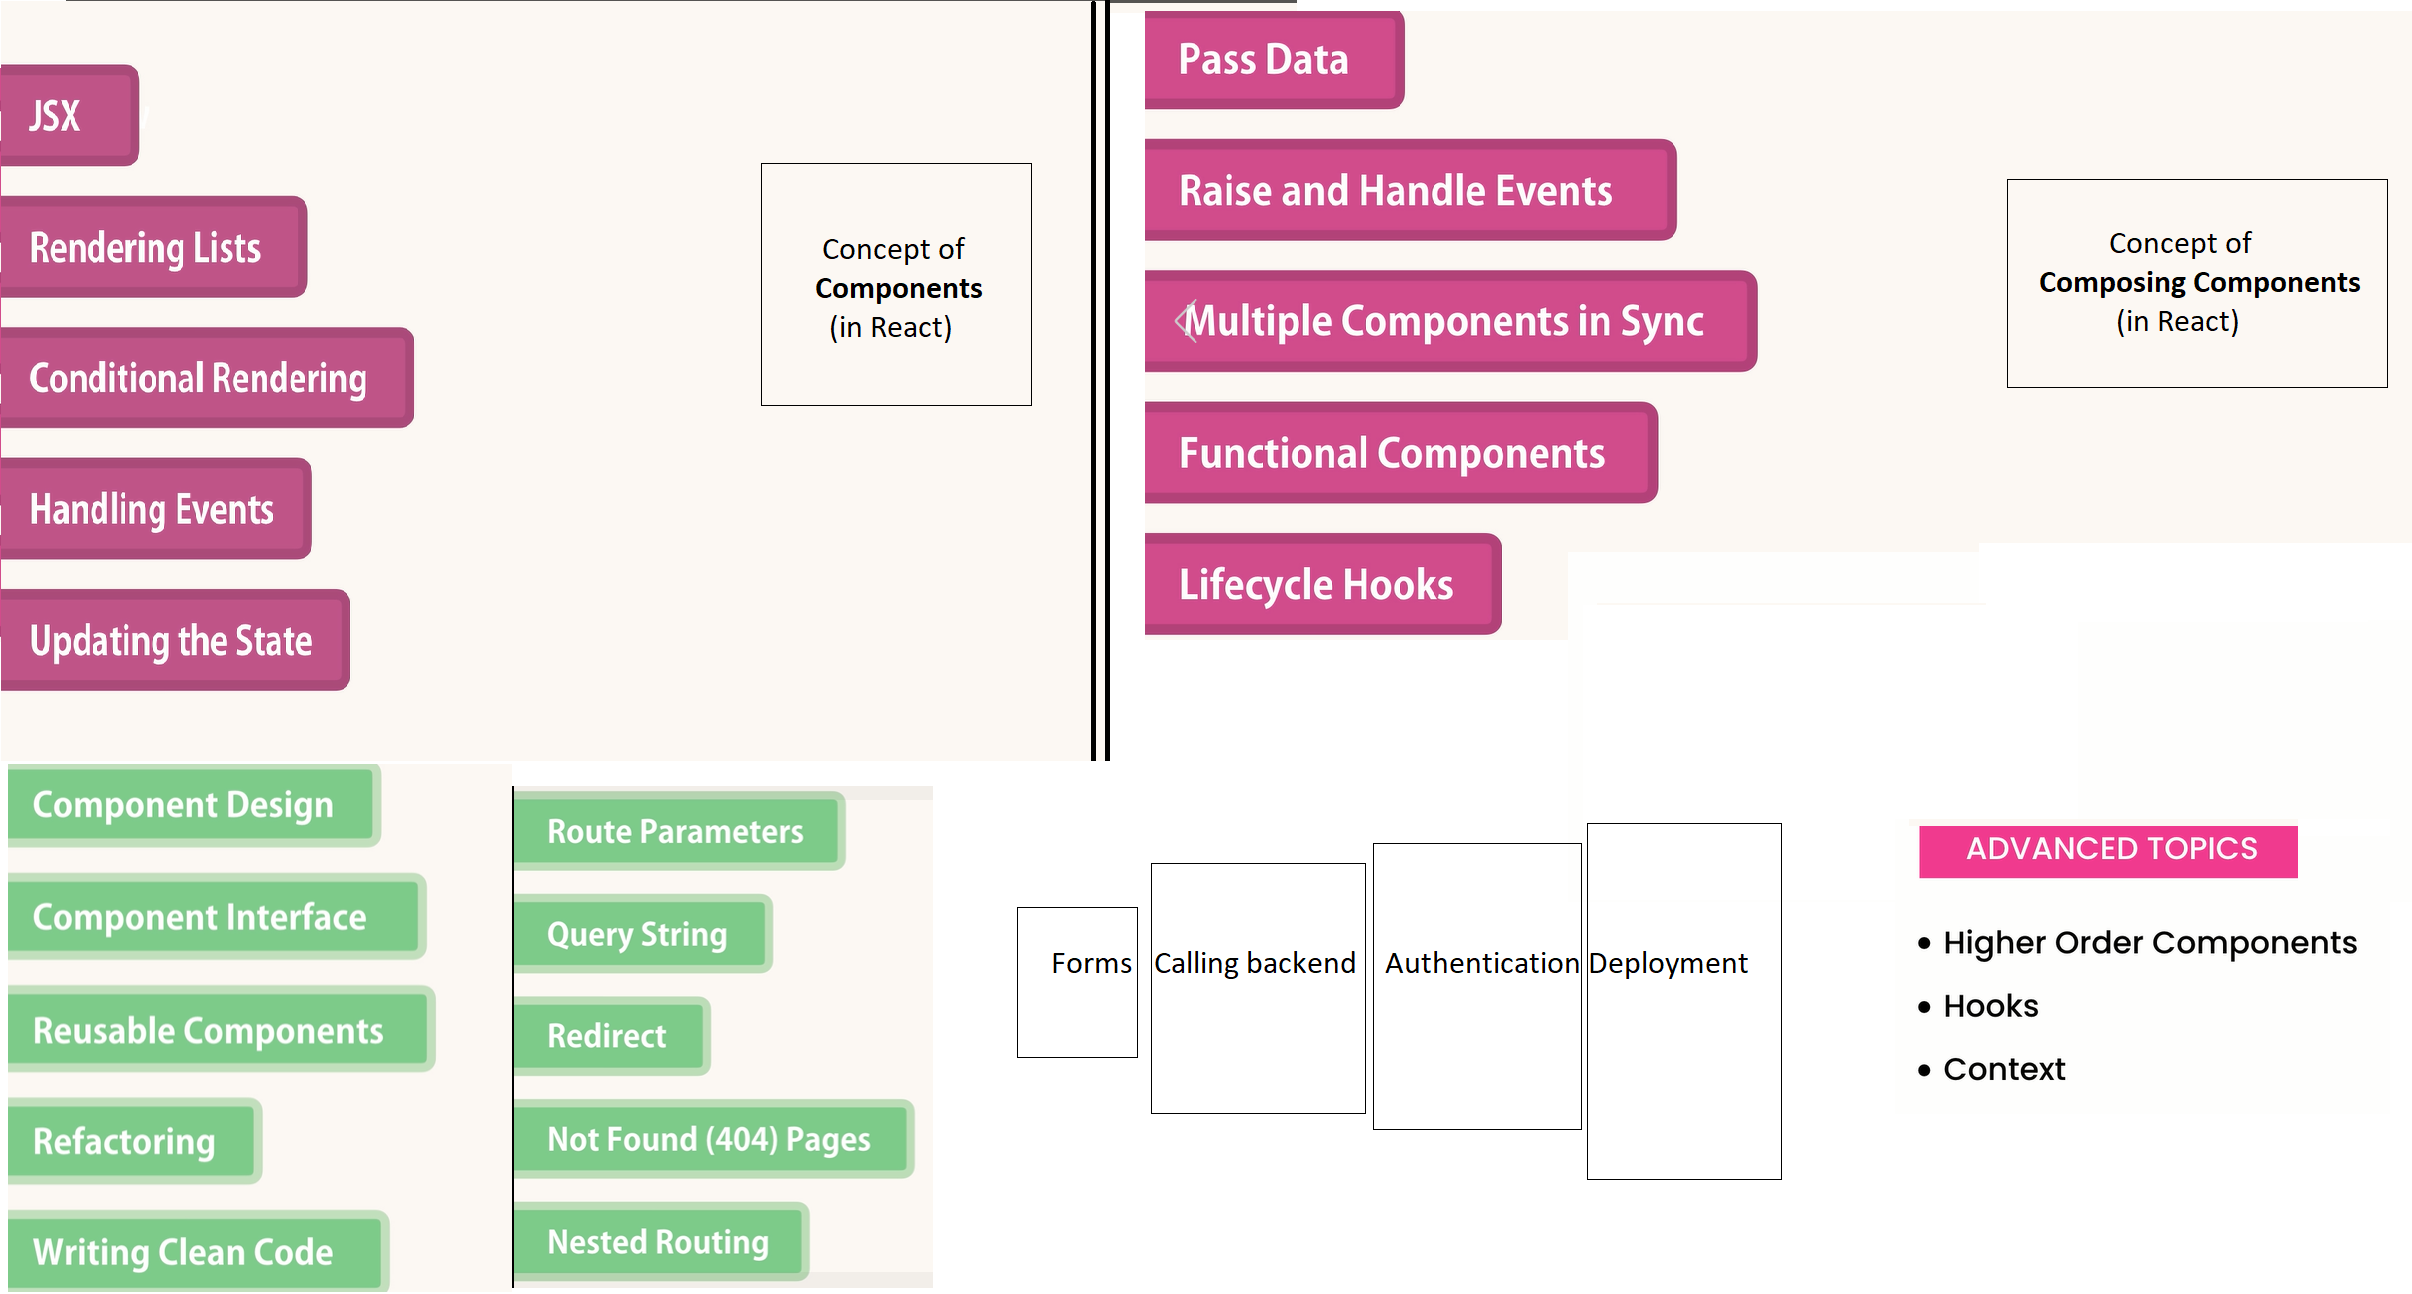 JSX
Rendering Lists
Conditional Rendering
Handling Events
Updating the State
Concept of
Components
(in React)
Pass Data
Raise and Handle Events
Multiple Components in Sync
Functional Components
Lifecycle Hooks
Concept of
Composing Components
(in React)
Component Design
Component Interface
Reusable Components
Refactoring
Writing Clean Code
Route Parameters
Query String
Redirect
Not Found (404) Pages
Nested Routing
Forms
Calling backend
Authentication
Deployment
ADVANCED TOPICS
• Higher Order Components
• Hooks
• Context